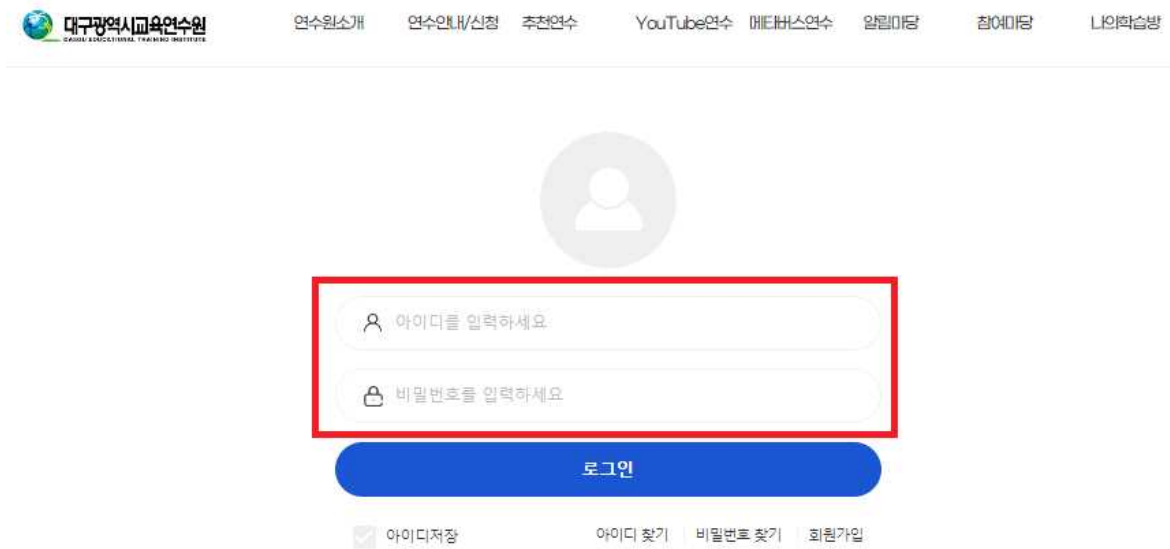 대구광역시교육연수원
DAEGU EDUCATIONAL TRAINING INSTITUTE
연수원소개 연수안내/신청 추천연수 YouTube연수 메타버스연수 알림마당 참여마당 나의학습방
아이디를 입력하세요
비밀번호를 입력하세요
로그인
아이디저장 아이디 찾기 비밀번호 찾기 회원가입